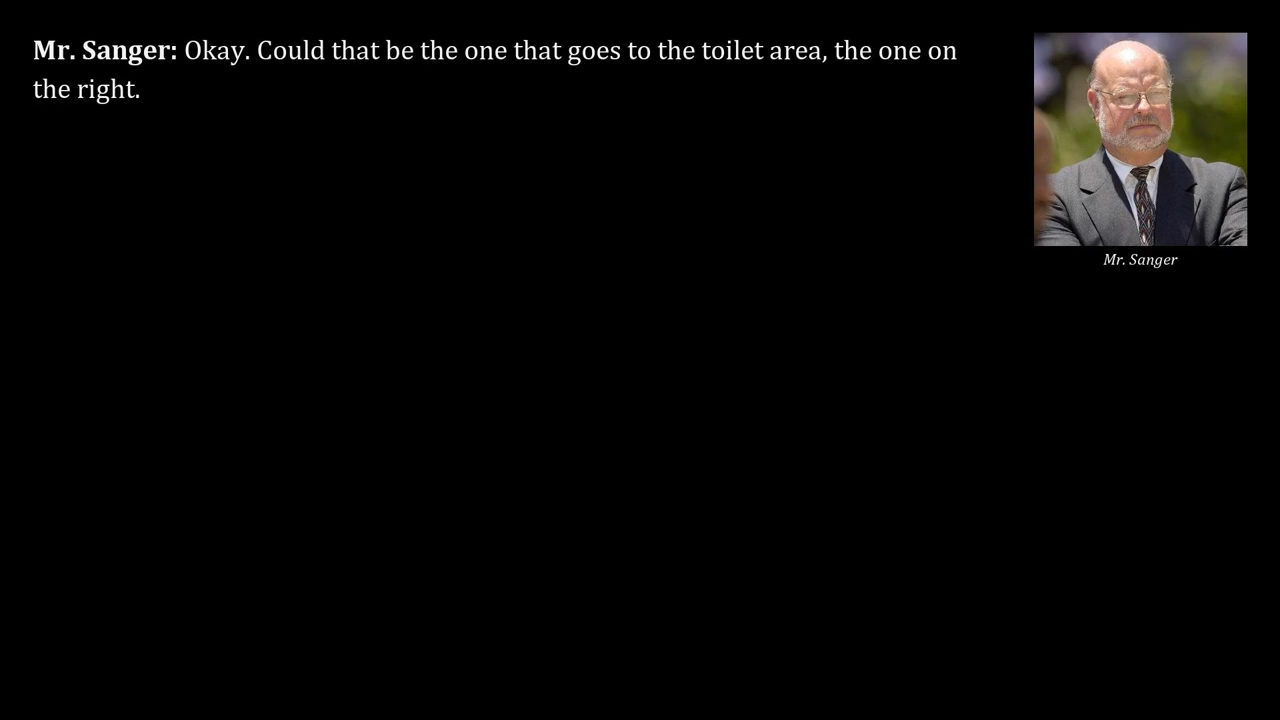 Mr. Sanger: Okay. Could that be the one that goes to the toilet area, the one on
the right.
Mr. Sanger